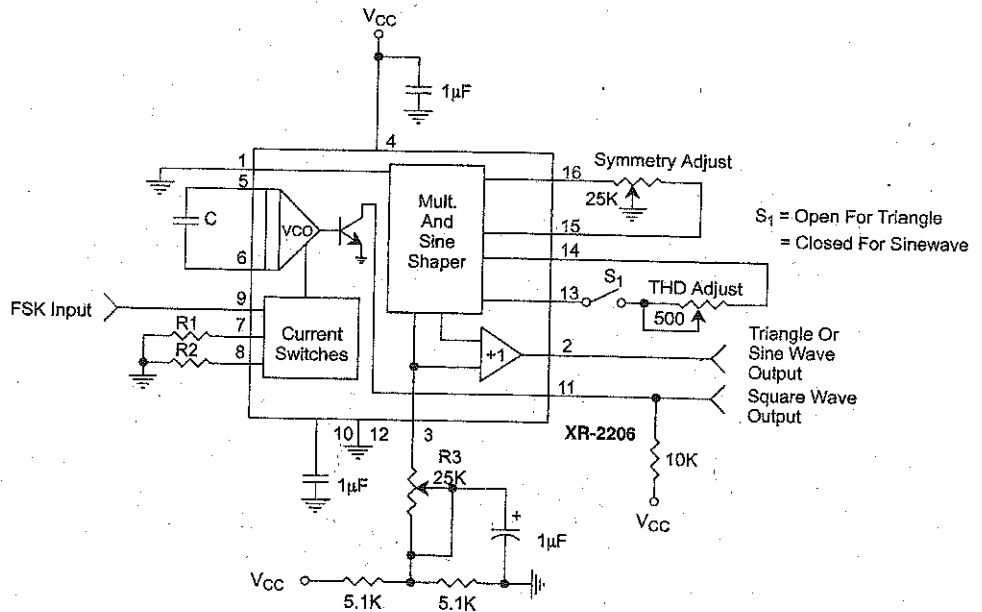 VCC
1µF
4
1
16
Symmetry Adjust
5
25K
Mult.
And
Sine
Shaper
C
VCO
15
S1 = Open For Triangle
= Closed For Sinewave
6
14
S1
THD Adjust
13
500
FSK Input
9
7
8
R1
R2
Current
Switches
+1
2
Triangle Or
Sine Wave
Output
11
Square Wave
Output
10
12
3
XR-2206
1µF
R3
25K
10K
+
1µF
VCC
VCC
5.1K
5.1K